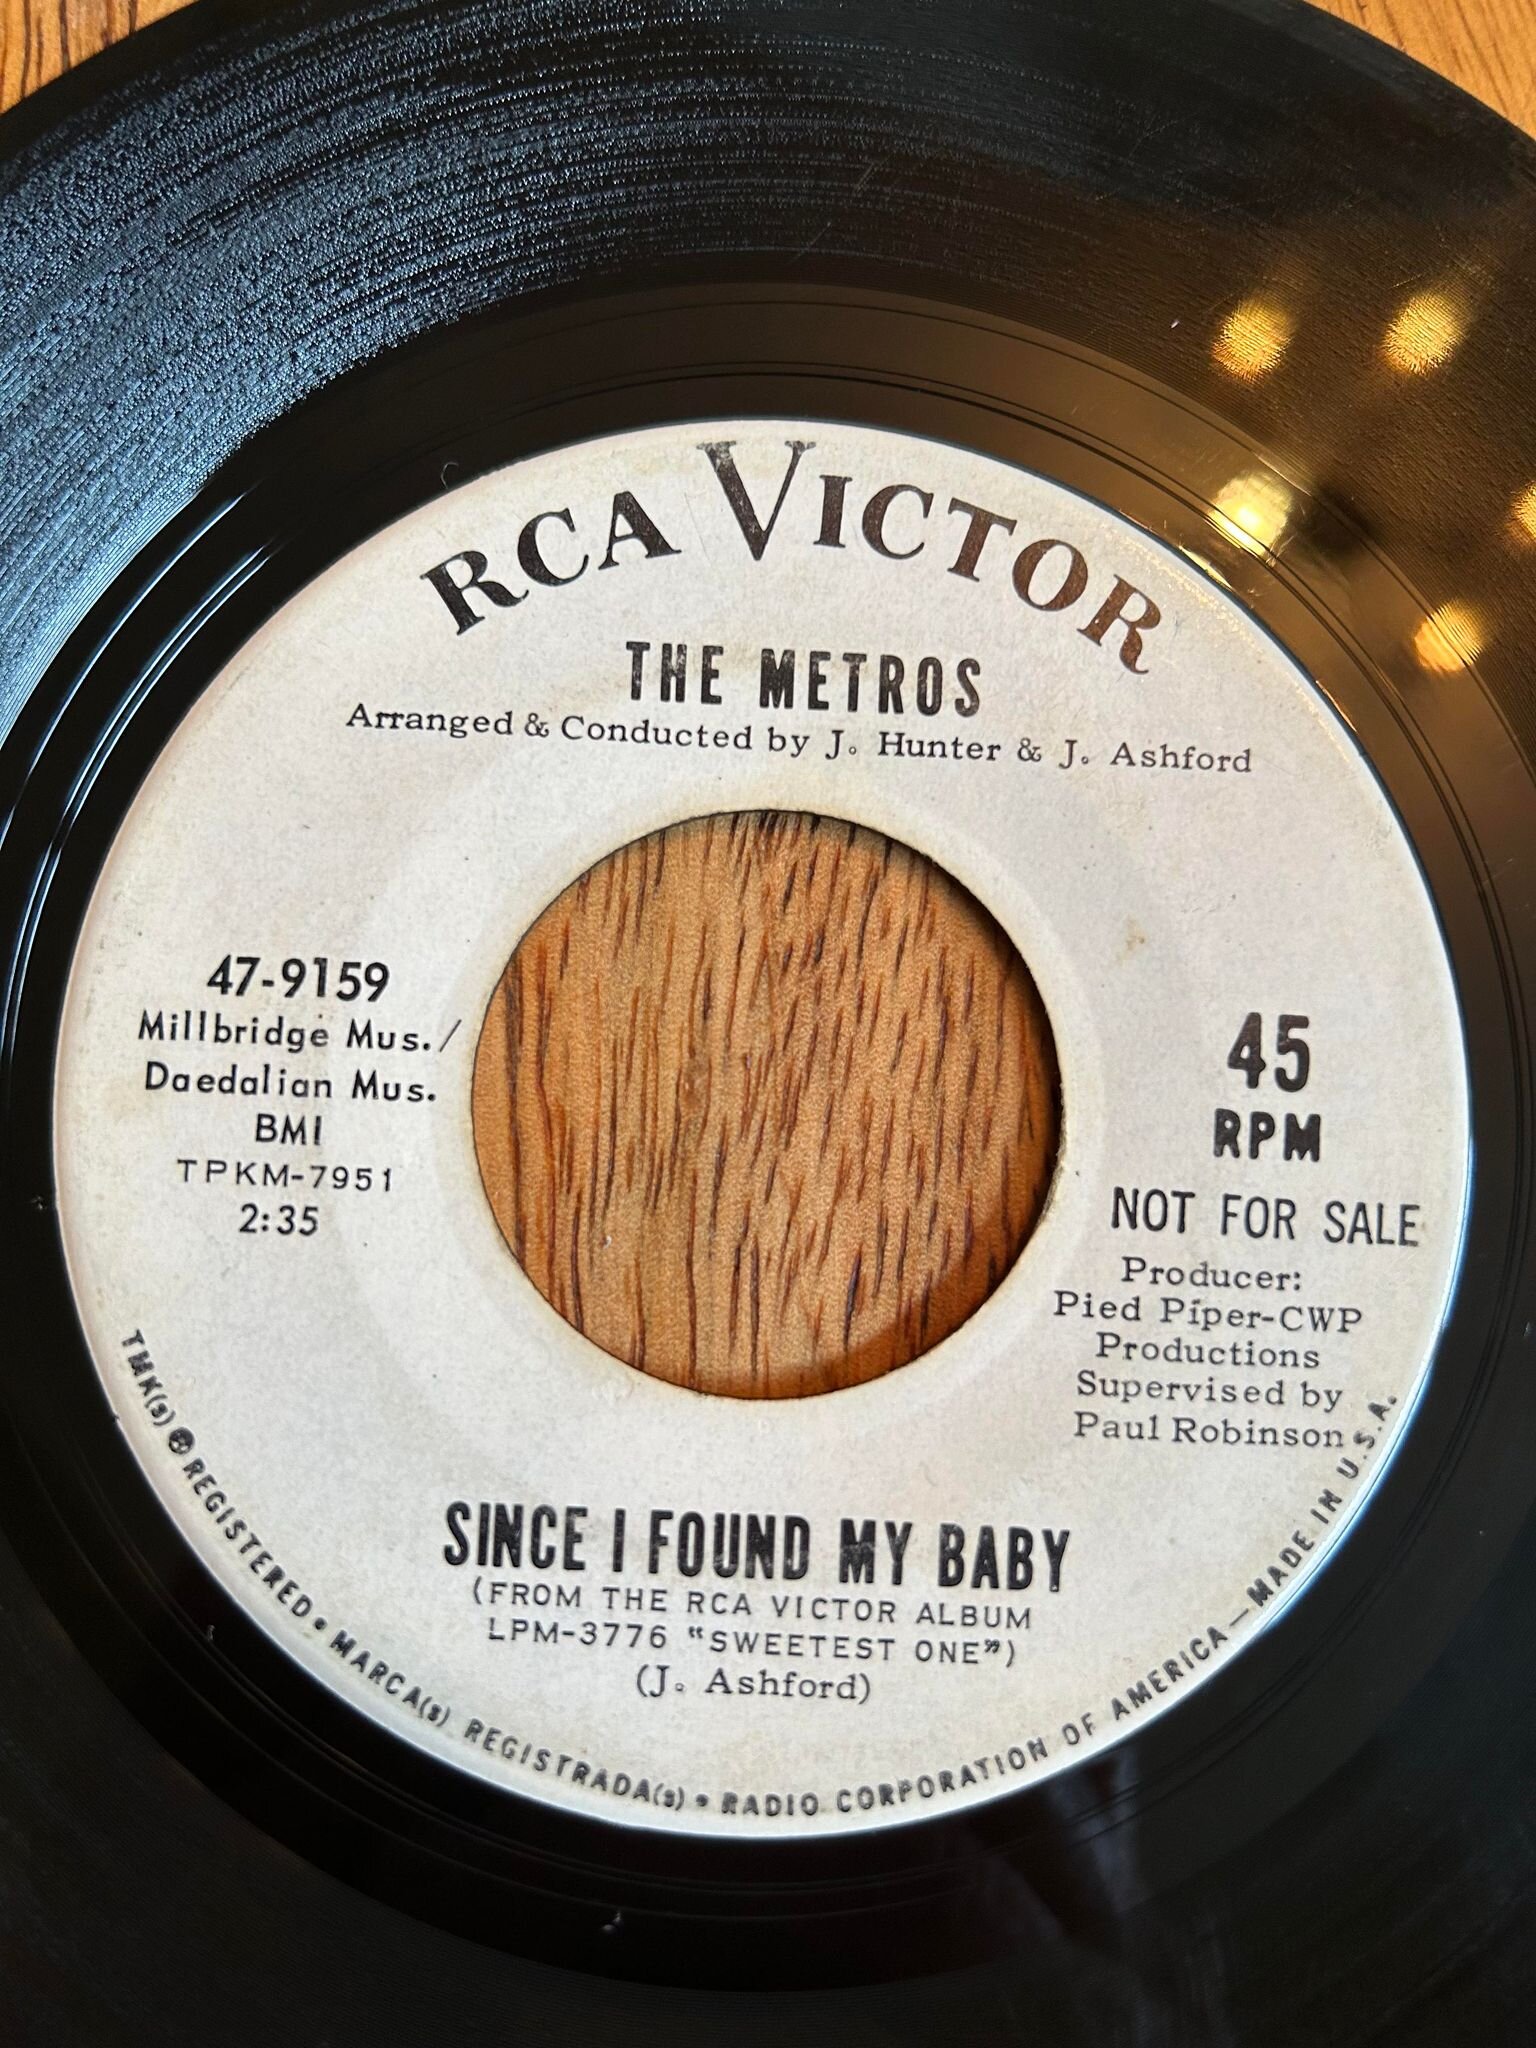 RCA VICTOR
THE METROS
Arranged & Conducted by J. Hunter & J. Ashford
47-9159
Millbridge Mus./
Daedalian Mus.
BMI
TPKM-7951
2:35
45
RPM
NOT FOR SALE
Producer:
Pied Piper-CWP
Productions
Supervised by
Paul Robinson
SINCE I FOUND MY BABY
(FROM THE RCA VICTOR ALBUM
LPM-3776 "SWEETEST ONE")
(J. Ashford)
TMK(s) ® REGISTERED • MARCA(s) REGISTRADA(s) • RADIO CORPORATION OF AMERICA—MADE IN U.S.A.